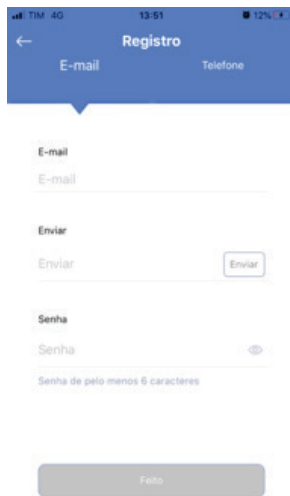 TIM 4G 13:51 12%
Registro
E-mail Telefone
E-mail
E-mail
Enviar
Enviar Enviar
Senha
Senha
Senha de pelo menos 6 caracteres
Feito